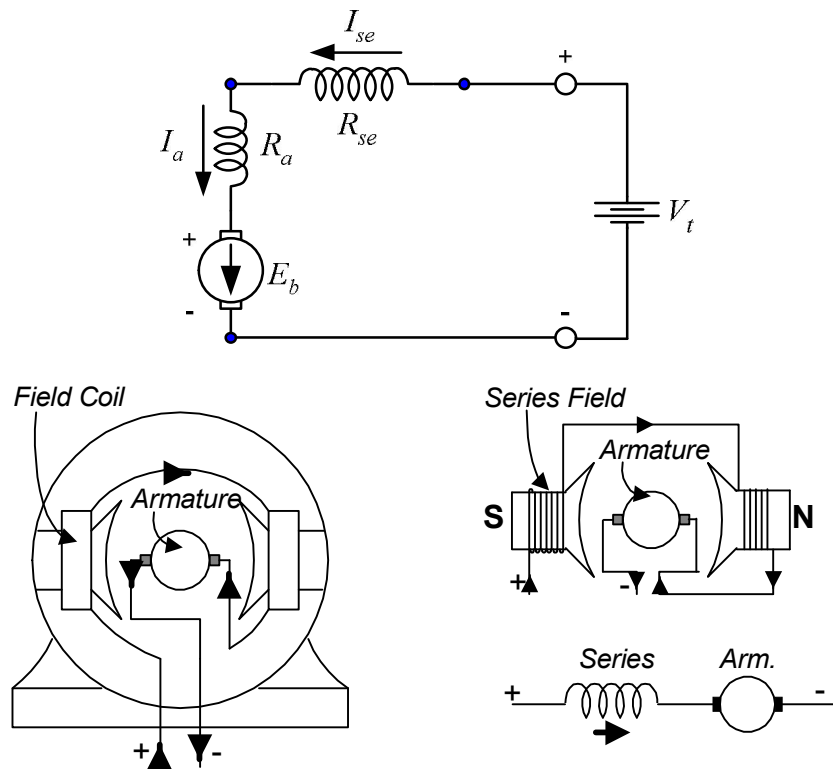 I_se
+
R_se
I_a
R_a
V_t
+
E_b
-
-
Field Coil
Series Field
Armature
Armature
S
N
+
-
Series
Arm.
+
-
+
-